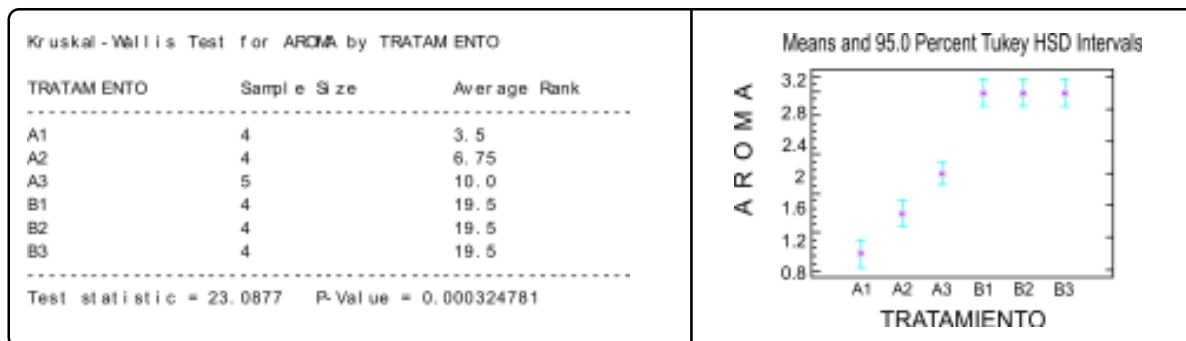 Kruskal-Wallis Test for AROMA by TRATAMIENTO
TRATAMIENTO Sample Size Average Rank
A1 4 3.5
A2 4 6.75
A3 5 10.0
B1 4 19.5
B2 4 19.5
B3 4 19.5
Test statistic = 23.0877 P-Value = 0.000324781
Means and 95.0 Percent Tukey HSD Intervals
AROMA
3.2
2.8
2.4
2
1.6
1.2
0.8
A1 A2 A3 B1 B2 B3
TRATAMIENTO